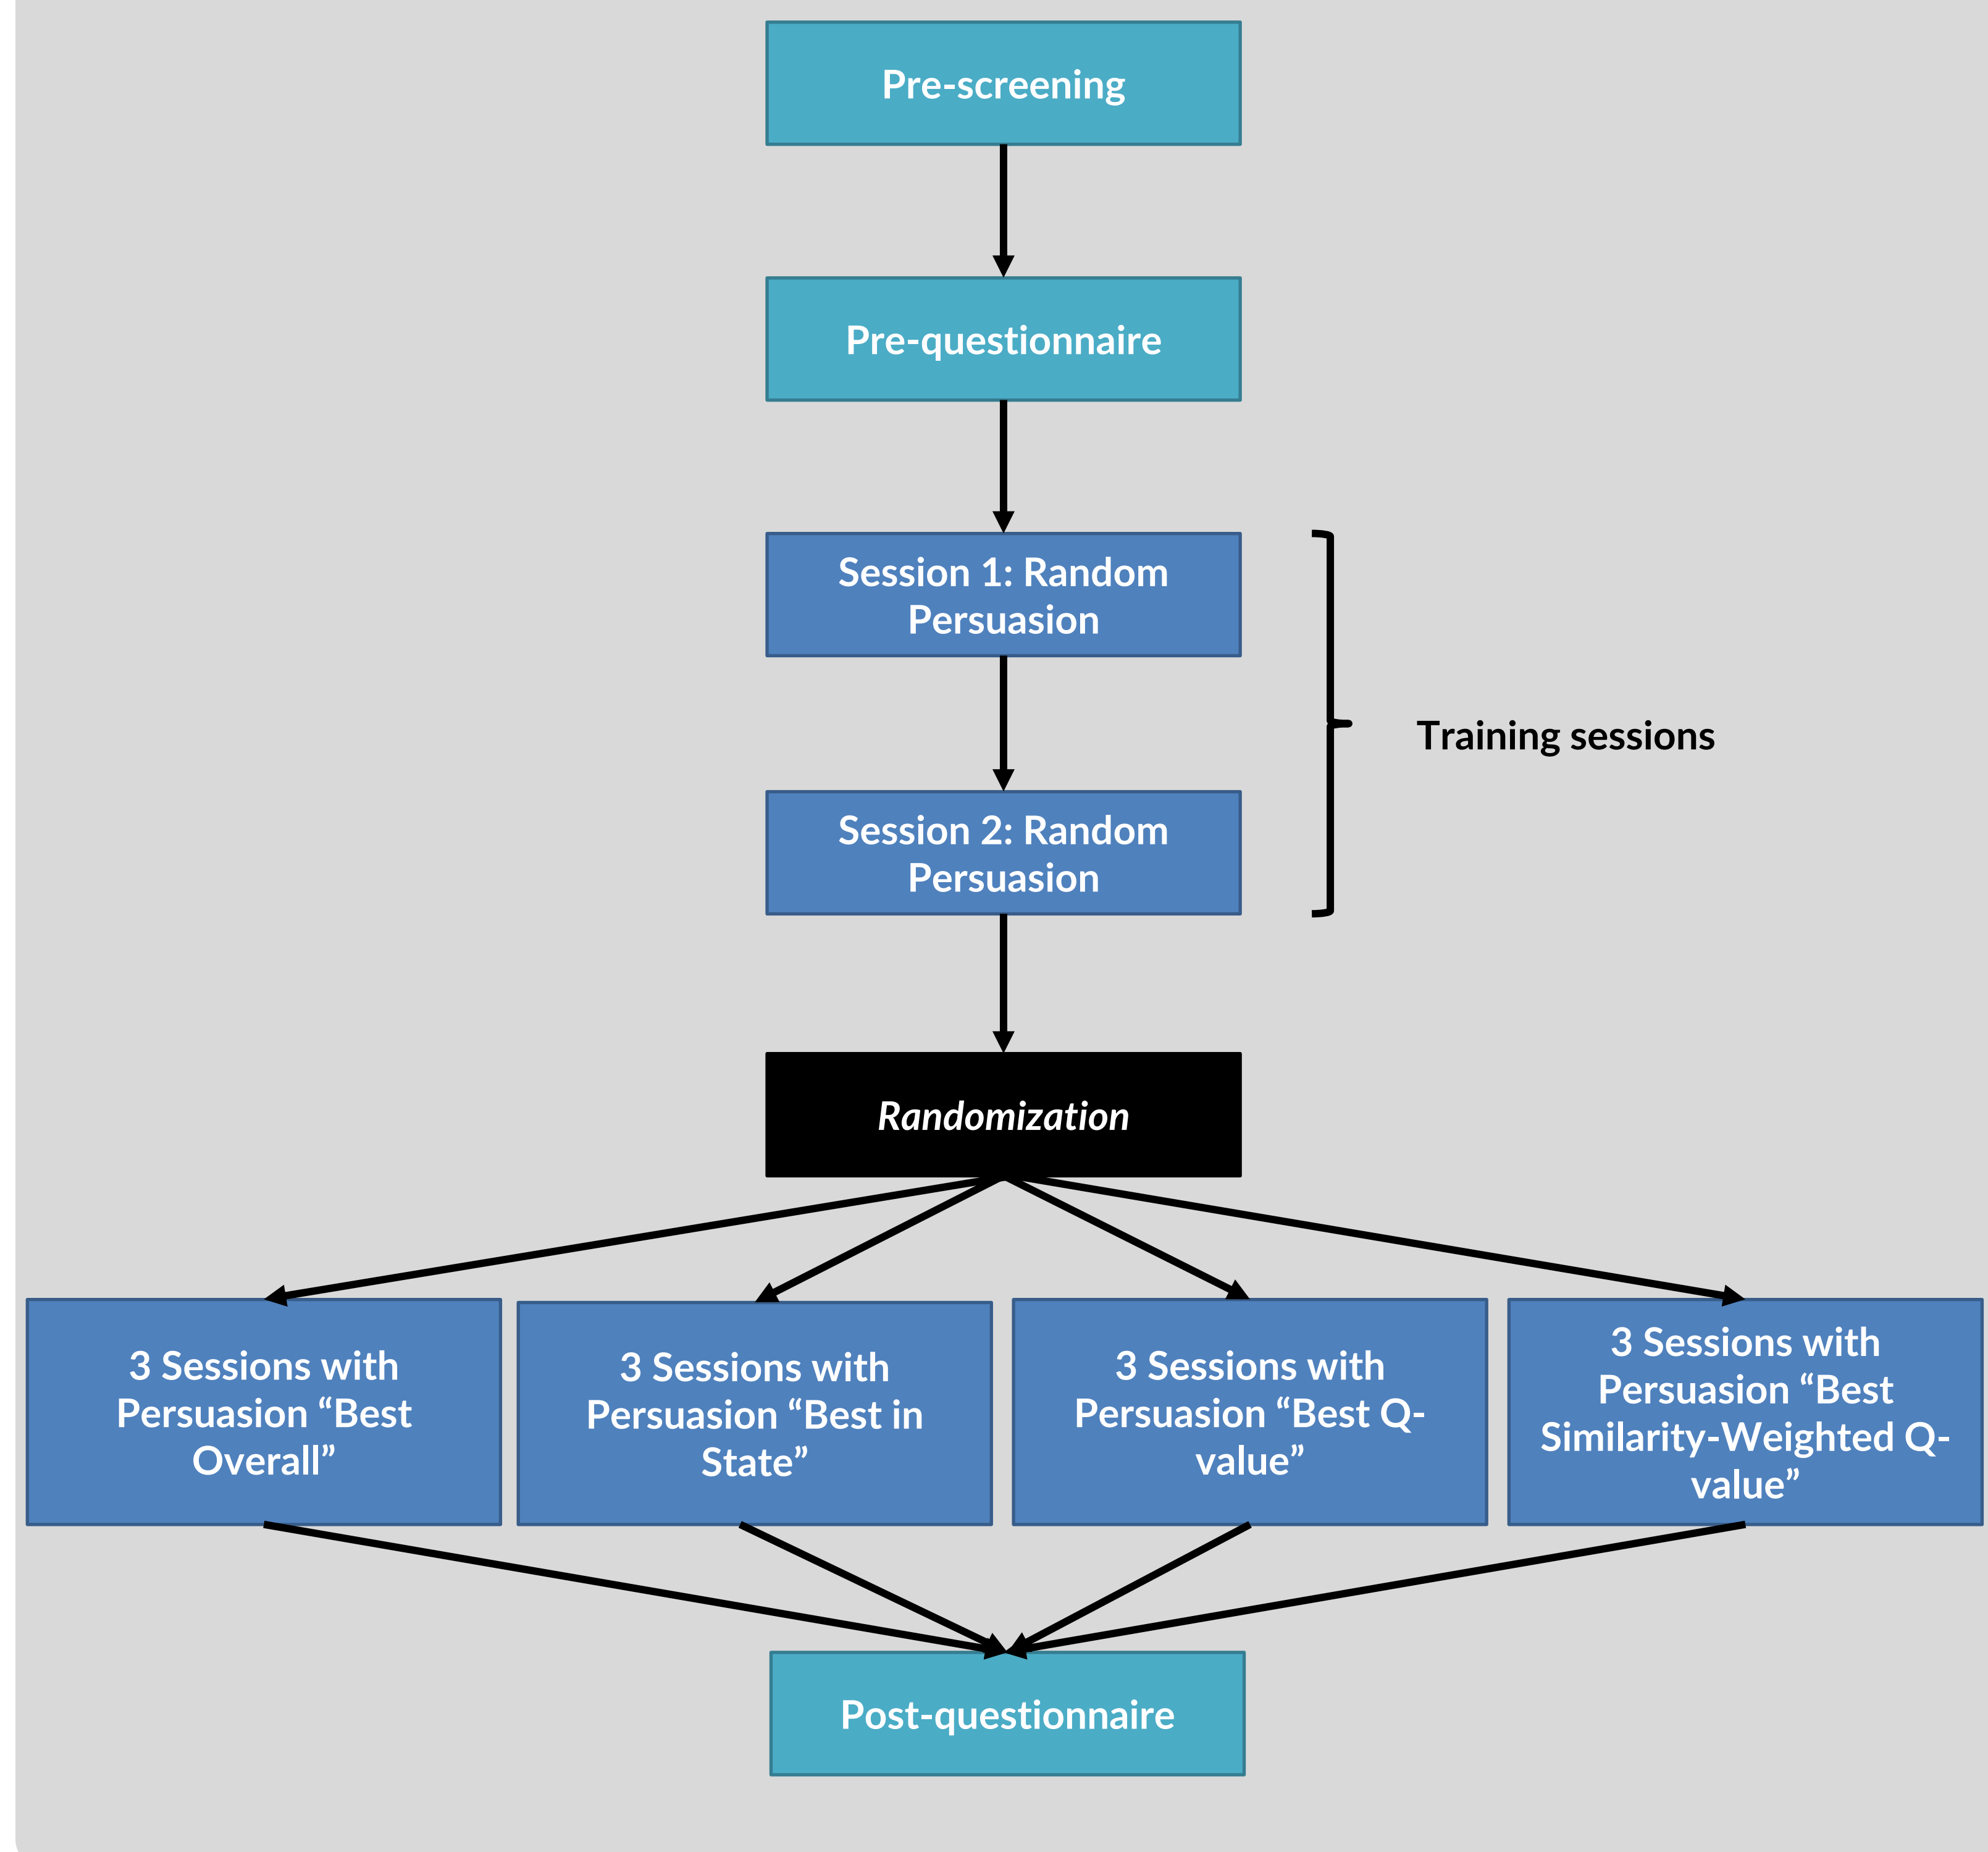 Pre-screening
Pre-questionnaire
Session 1: Random
Persuasion
Training sessions
Session 2: Random
Persuasion
Randomization
3 Sessions with
Persuasion “Best
Overall”
3 Sessions with
Persuasion “Best in
State”
3 Sessions with
Persuasion “Best Q-
value”
3 Sessions with
Persuasion “Best
Similarity-Weighted Q-
value”
Post-questionnaire